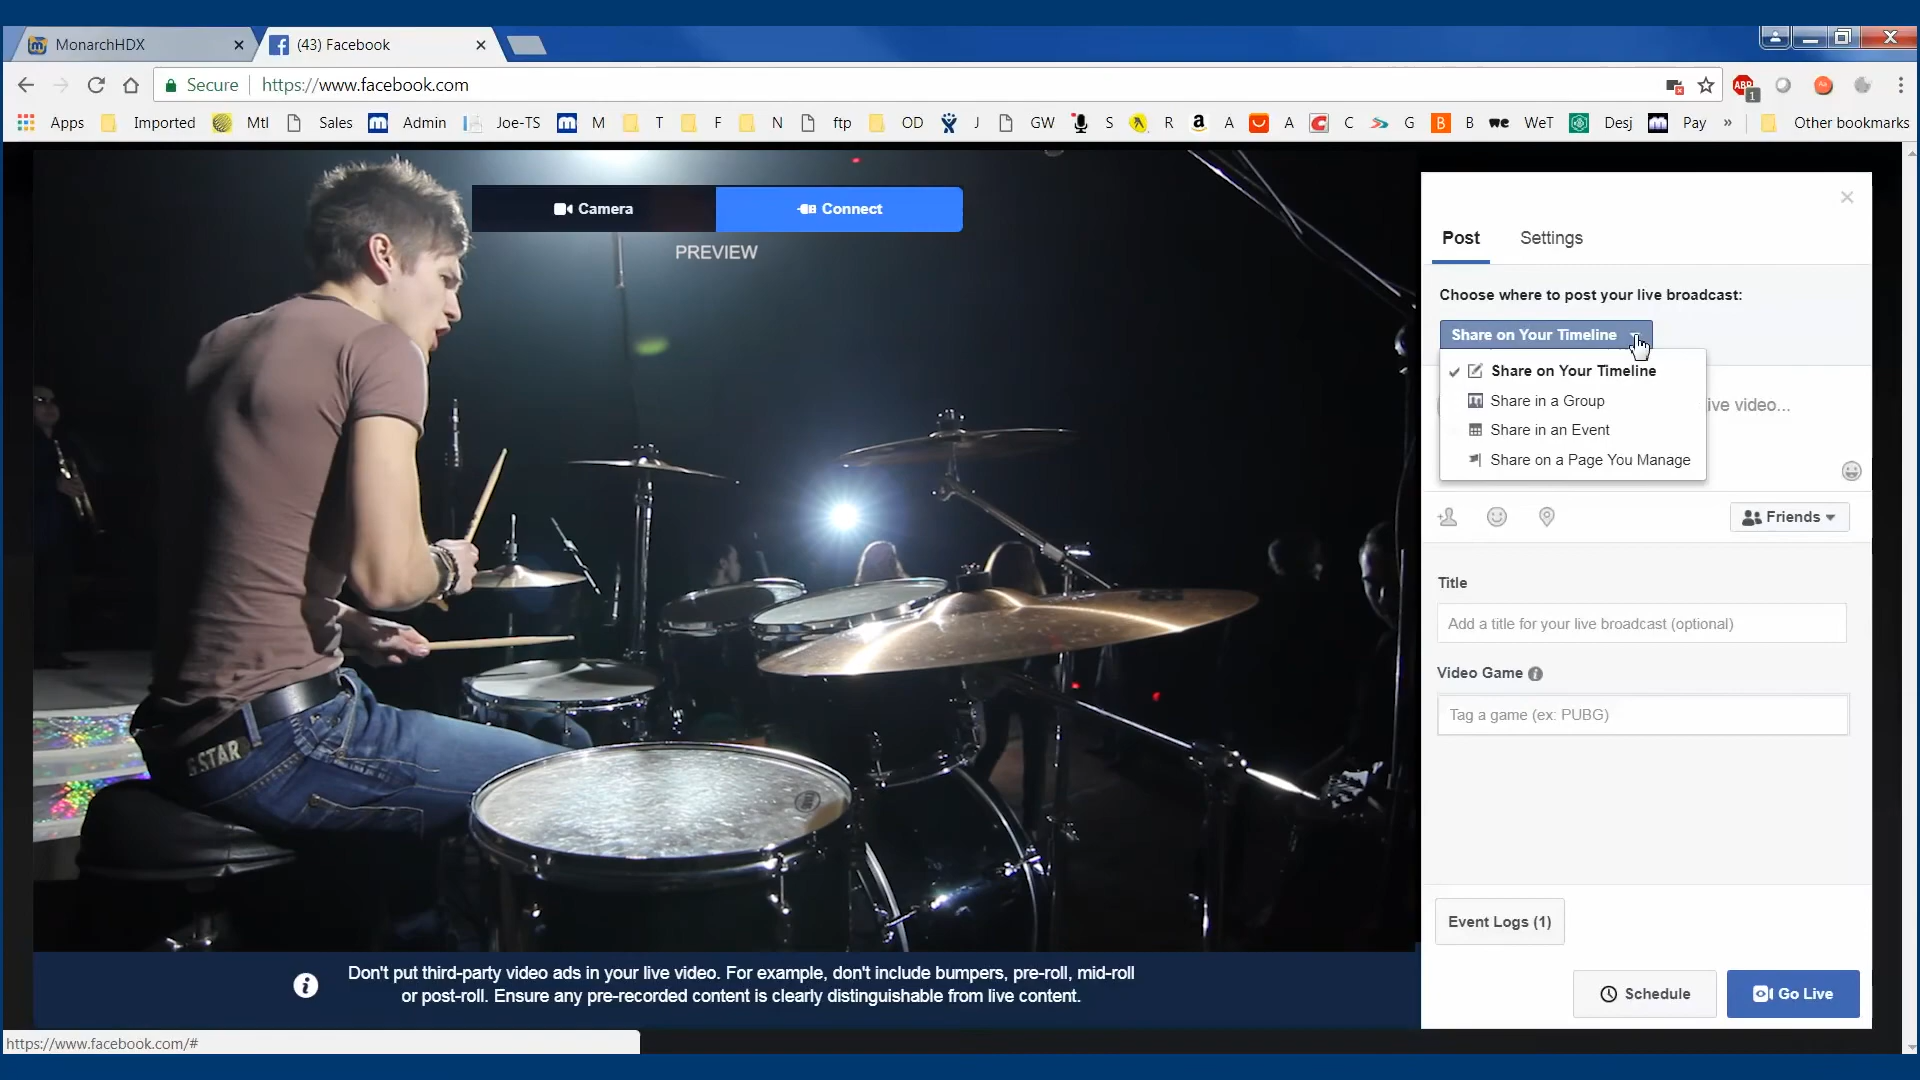 MonarchHDX
(43) Facebook
Secure https://www.facebook.com
ABP 1
Apps Imported Mtl Sales Admin Joe-TS M T F N ftp OD J GW S R A A C G B WeT Desj Pay » Other bookmarks
Camera
Connect
PREVIEW
G STAR
Post Settings
Choose where to post your live broadcast:
Share on Your Timeline
Share on Your Timeline
Share in a Group
ive video...
Share in an Event
Share on a Page You Manage
Friends
Title
Add a title for your live broadcast (optional)
Video Game
Tag a game (ex: PUBG)
Event Logs (1)
Schedule
Go Live
Don't put third-party video ads in your live video. For example, don't include bumpers, pre-roll, mid-roll
or post-roll. Ensure any pre-recorded content is clearly distinguishable from live content.
https://www.facebook.com/#